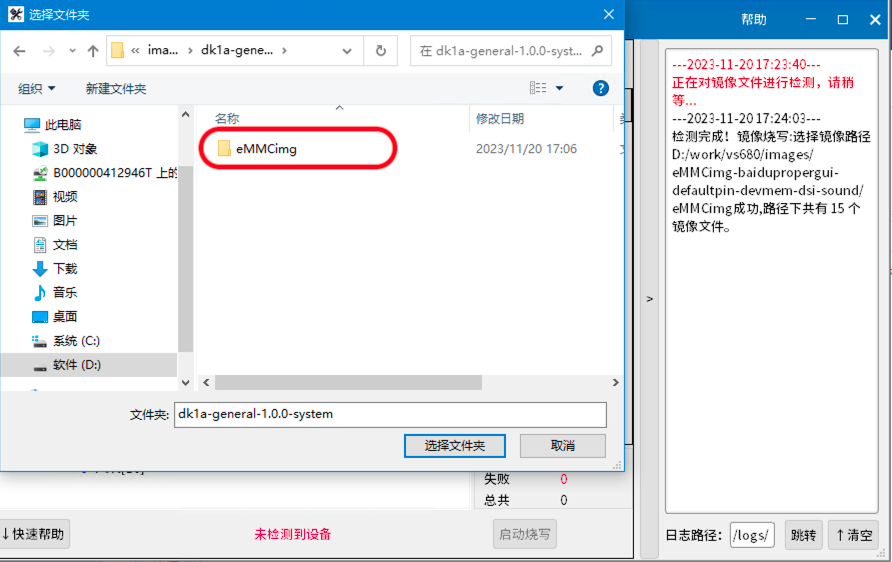 选择文件夹
帮助
« ima... › dk1a-gene... ›
在 dk1a-general-1.0.0-syst...
组织
新建文件夹
名称
修改日期
此电脑
3D 对象
B000000412946T 上的
视频
图片
文档
下载
音乐
桌面
系统 (C:)
软件 (D:)
eMMCimg
2023/11/20 17:06
文件夹:
dk1a-general-1.0.0-system
选择文件夹
取消
失败 0
总共 0
↓快速帮助
未检测到设备
启动烧写
>
---2023-11-20 17:23:40---
正在对镜像文件进行检测，请稍
等...
---2023-11-20 17:24:03---
检测完成！镜像烧写:选择镜像路径
D:/work/vs680/images/
eMMCimg-baidupropergui-
defaultpin-devmem-dsi-sound/
eMMCimg成功,路径下共有 15 个
镜像文件。
日志路径:
/logs/
跳转
↑清空